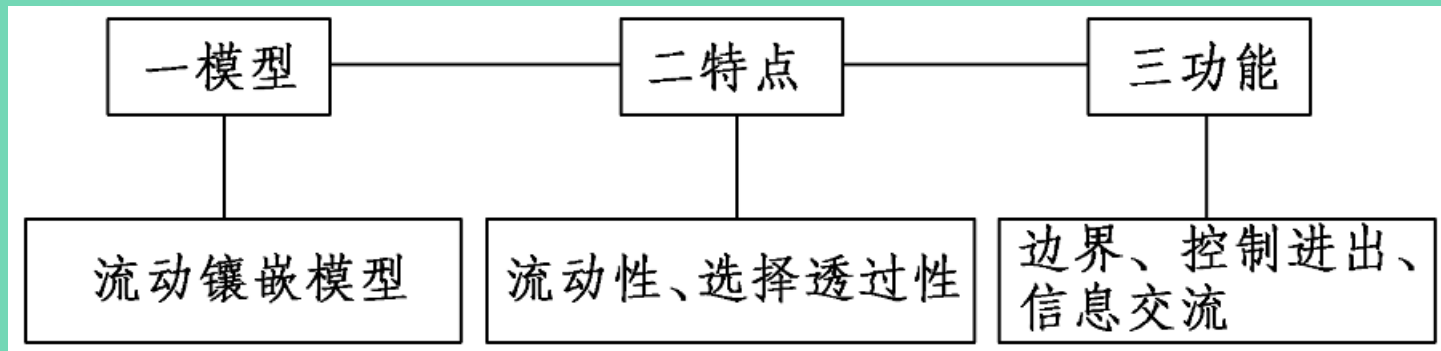 一模型
二特点
三功能
流动镶嵌模型
流动性、选择透过性
边界、控制进出、
信息交流